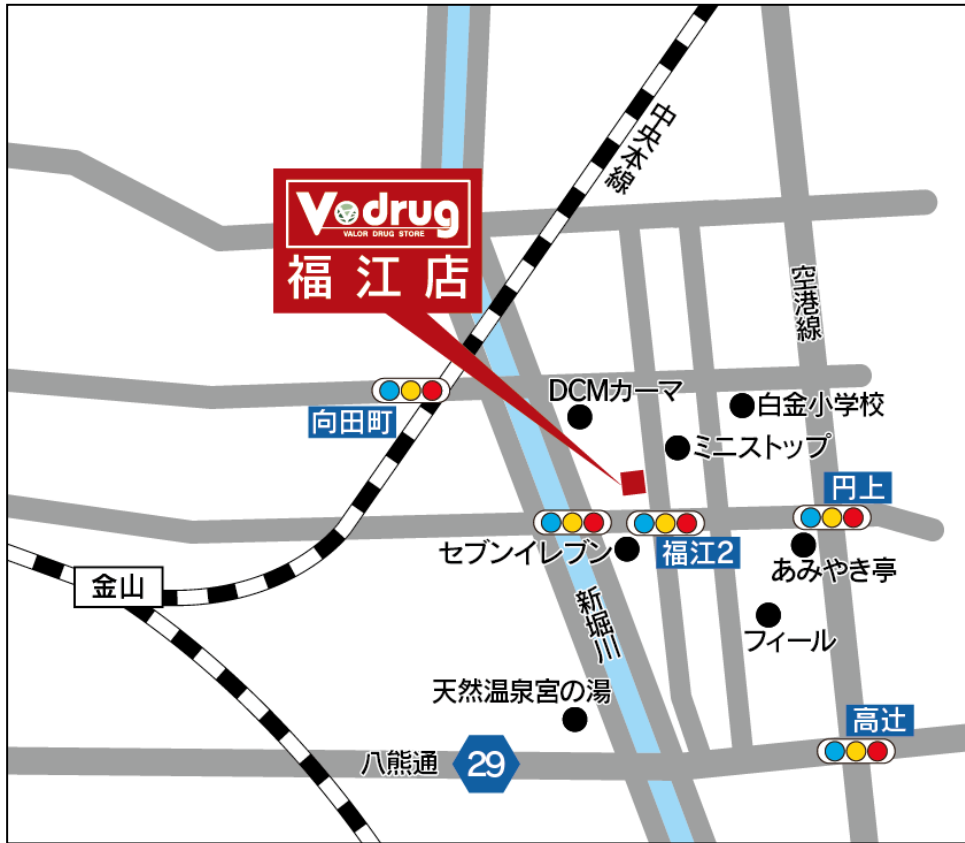 中央本線
Vdrug
VALOR DRUG STORE
福江店
空港線
向田町
DCMカーマ
白金小学校
ミニストップ
円上
セブンイレブン
福江2
あみやき亭
金山
新堀川
フィール
天然温泉宮の湯
高辻
八熊通
29